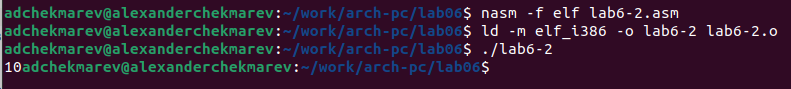 adchekmarev@alexanderchekmarev:~/work/arch-pc/lab06$ nasm -f elf lab6-2.asm
adchekmarev@alexanderchekmarev:~/work/arch-pc/lab06$ ld -m elf_i386 -o lab6-2 lab6-2.o
adchekmarev@alexanderchekmarev:~/work/arch-pc/lab06$ ./lab6-2
10adchekmarev@alexanderchekmarev:~/work/arch-pc/lab06$